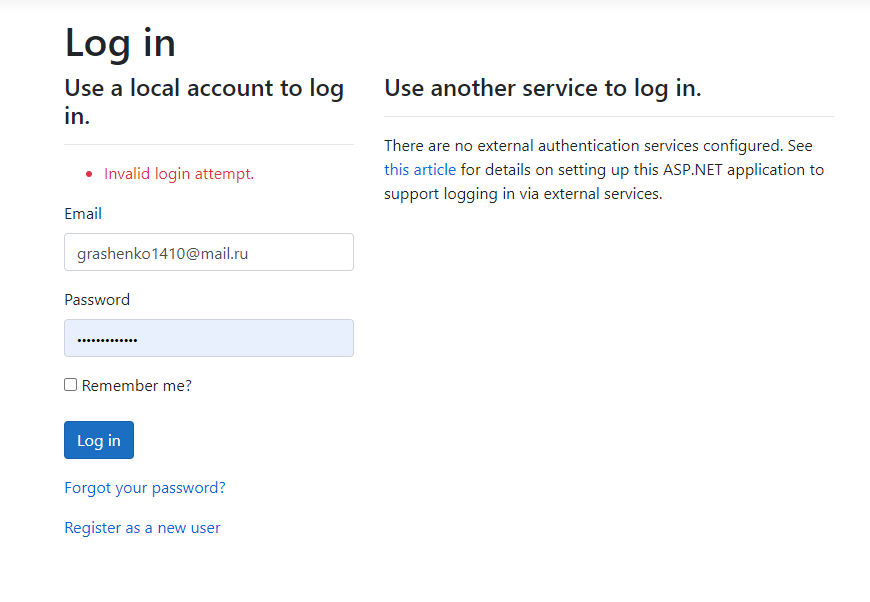 Log in
Use a local account to log
in.
Invalid login attempt.
Email
grashenko1410@mail.ru
Password
•••••••••••••
Remember me?
Log in
Forgot your password?
Register as a new user
Use another service to log in.
There are no external authentication services configured. See
this article for details on setting up this ASP.NET application to
support logging in via external services.